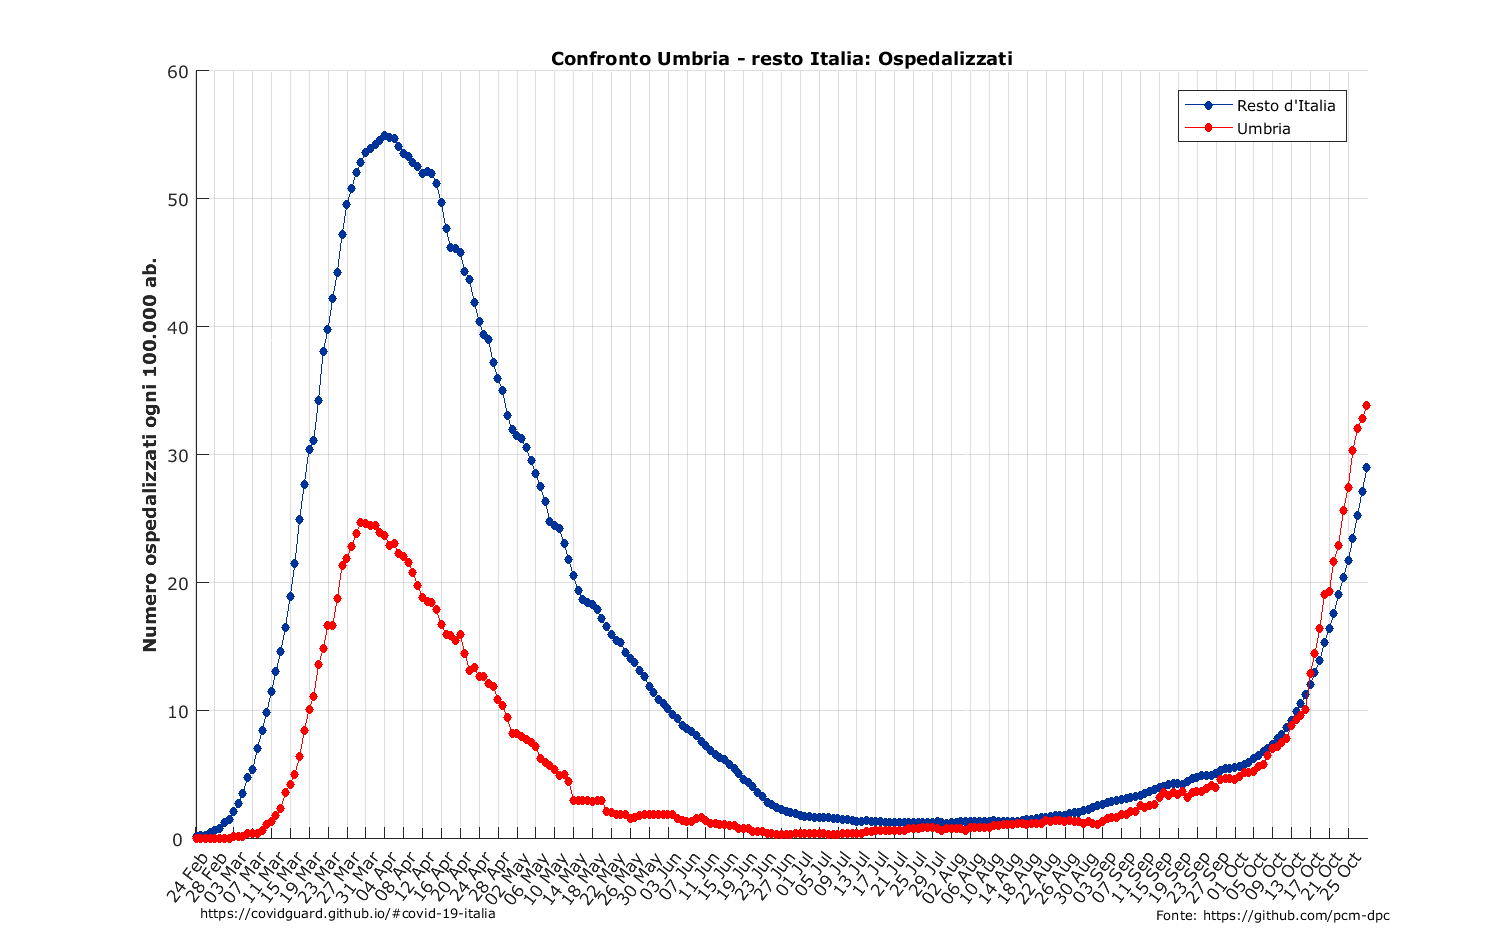 Confronto Umbria - resto Italia: Ospedalizzati
Resto d'Italia
Umbria
Numero ospedalizzati ogni 100.000 ab.
60
50
40
30
20
10
0
24 Feb
28 Feb
03 Mar
07 Mar
11 Mar
15 Mar
19 Mar
23 Mar
27 Mar
31 Mar
04 Apr
08 Apr
12 Apr
16 Apr
20 Apr
24 Apr
28 Apr
02 May
06 May
10 May
14 May
18 May
22 May
26 May
30 May
03 Jun
07 Jun
11 Jun
15 Jun
19 Jun
23 Jun
27 Jun
01 Jul
05 Jul
09 Jul
13 Jul
17 Jul
21 Jul
25 Jul
29 Jul
02 Aug
06 Aug
10 Aug
14 Aug
18 Aug
22 Aug
26 Aug
30 Aug
03 Sep
07 Sep
11 Sep
15 Sep
19 Sep
23 Sep
27 Sep
01 Oct
05 Oct
09 Oct
13 Oct
17 Oct
21 Oct
25 Oct
https://covidguard.github.io/#covid-19-italia
Fonte: https://github.com/pcm-dpc